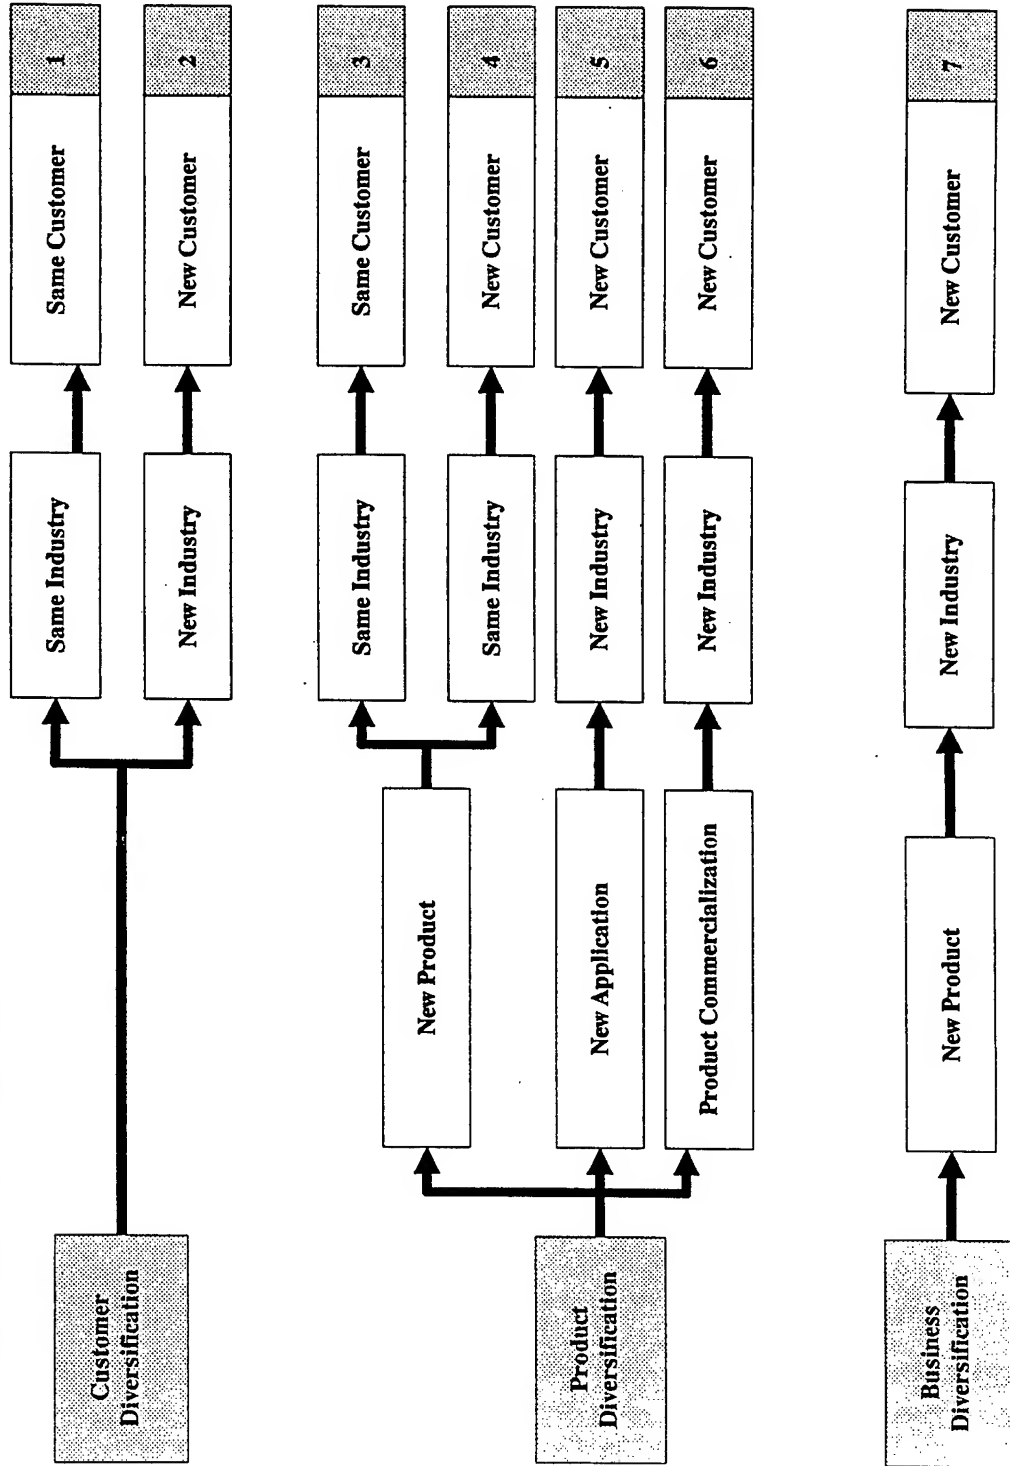 Customer
Diversification
Same Industry
Same Customer
1
New Industry
New Customer
2
Product
Diversification
New Product
Same Industry
Same Customer
3
Same Industry
New Customer
4
New Application
New Industry
New Customer
5
Product Commercialization
New Industry
New Customer
6
Business
Diversification
New Product
New Industry
New Customer
7